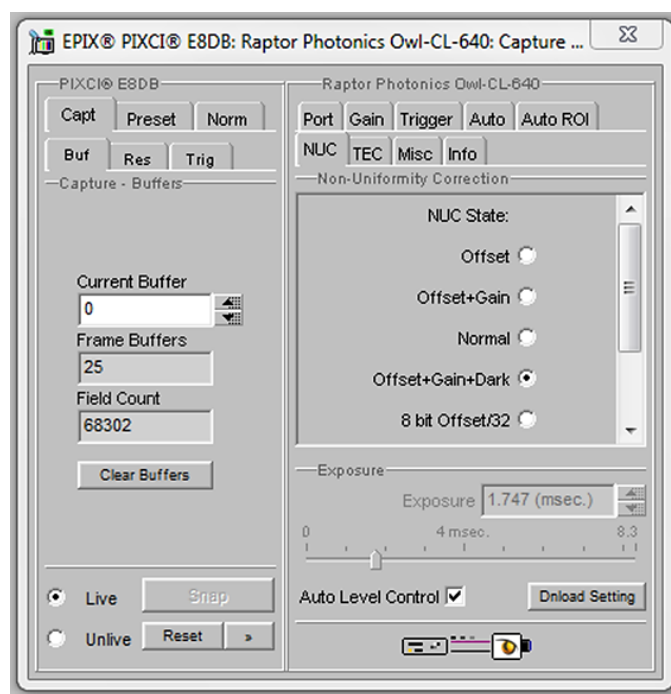 EPIX® PIXCI® E8DB: Raptor Photonics Owl-CL-640: Capture ...
PIXCI® E8DB
Capt Preset Norm
Buf Res Trig
Capture - Buffers
Current Buffer
0
Frame Buffers
25
Field Count
68302
Clear Buffers
Live Snap
Unlive Reset »
Raptor Photonics Owl-CL-640
Port Gain Trigger Auto Auto ROI
NUC TEC Misc Info
Non-Uniformity Correction
NUC State:
Offset
Offset+Gain
Normal
Offset+Gain+Dark
8 bit Offset/32
Exposure
Exposure 1.747 (msec.)
0 4 msec. 8.3
Auto Level Control Dnload Setting